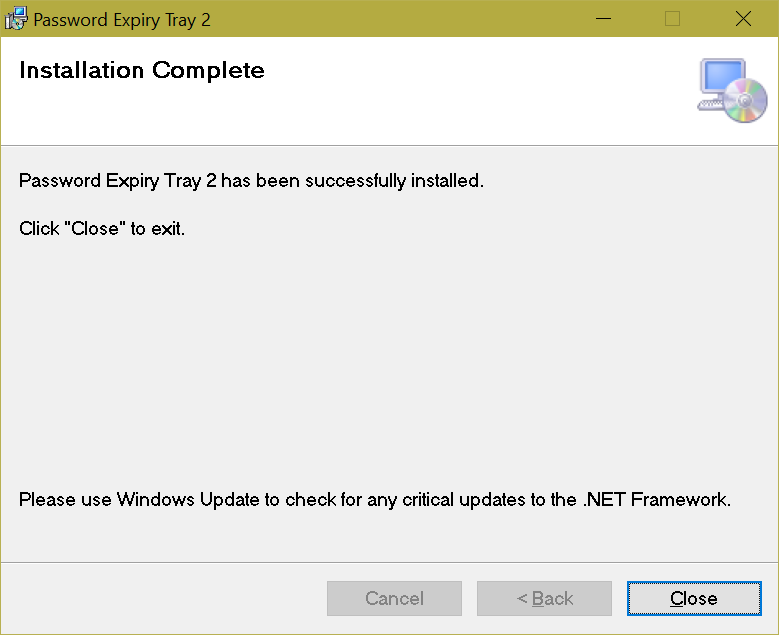 Password Expiry Tray 2
Installation Complete
Password Expiry Tray 2 has been successfully installed.
Click "Close" to exit.
Please use Windows Update to check for any critical updates to the .NET Framework.
Cancel
< Back
Close